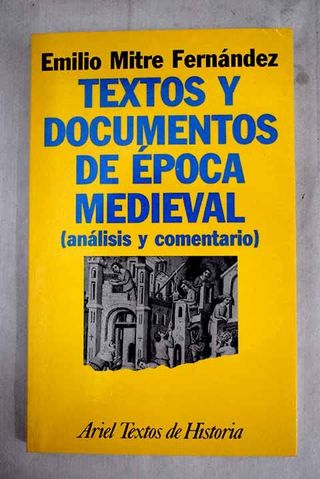 Emilio Mitre Fernández
TEXTOS Y
DOCUMENTOS
DE ÉPOCA
MEDIEVAL
(análisis y comentario)
Ariel Textos de Historia